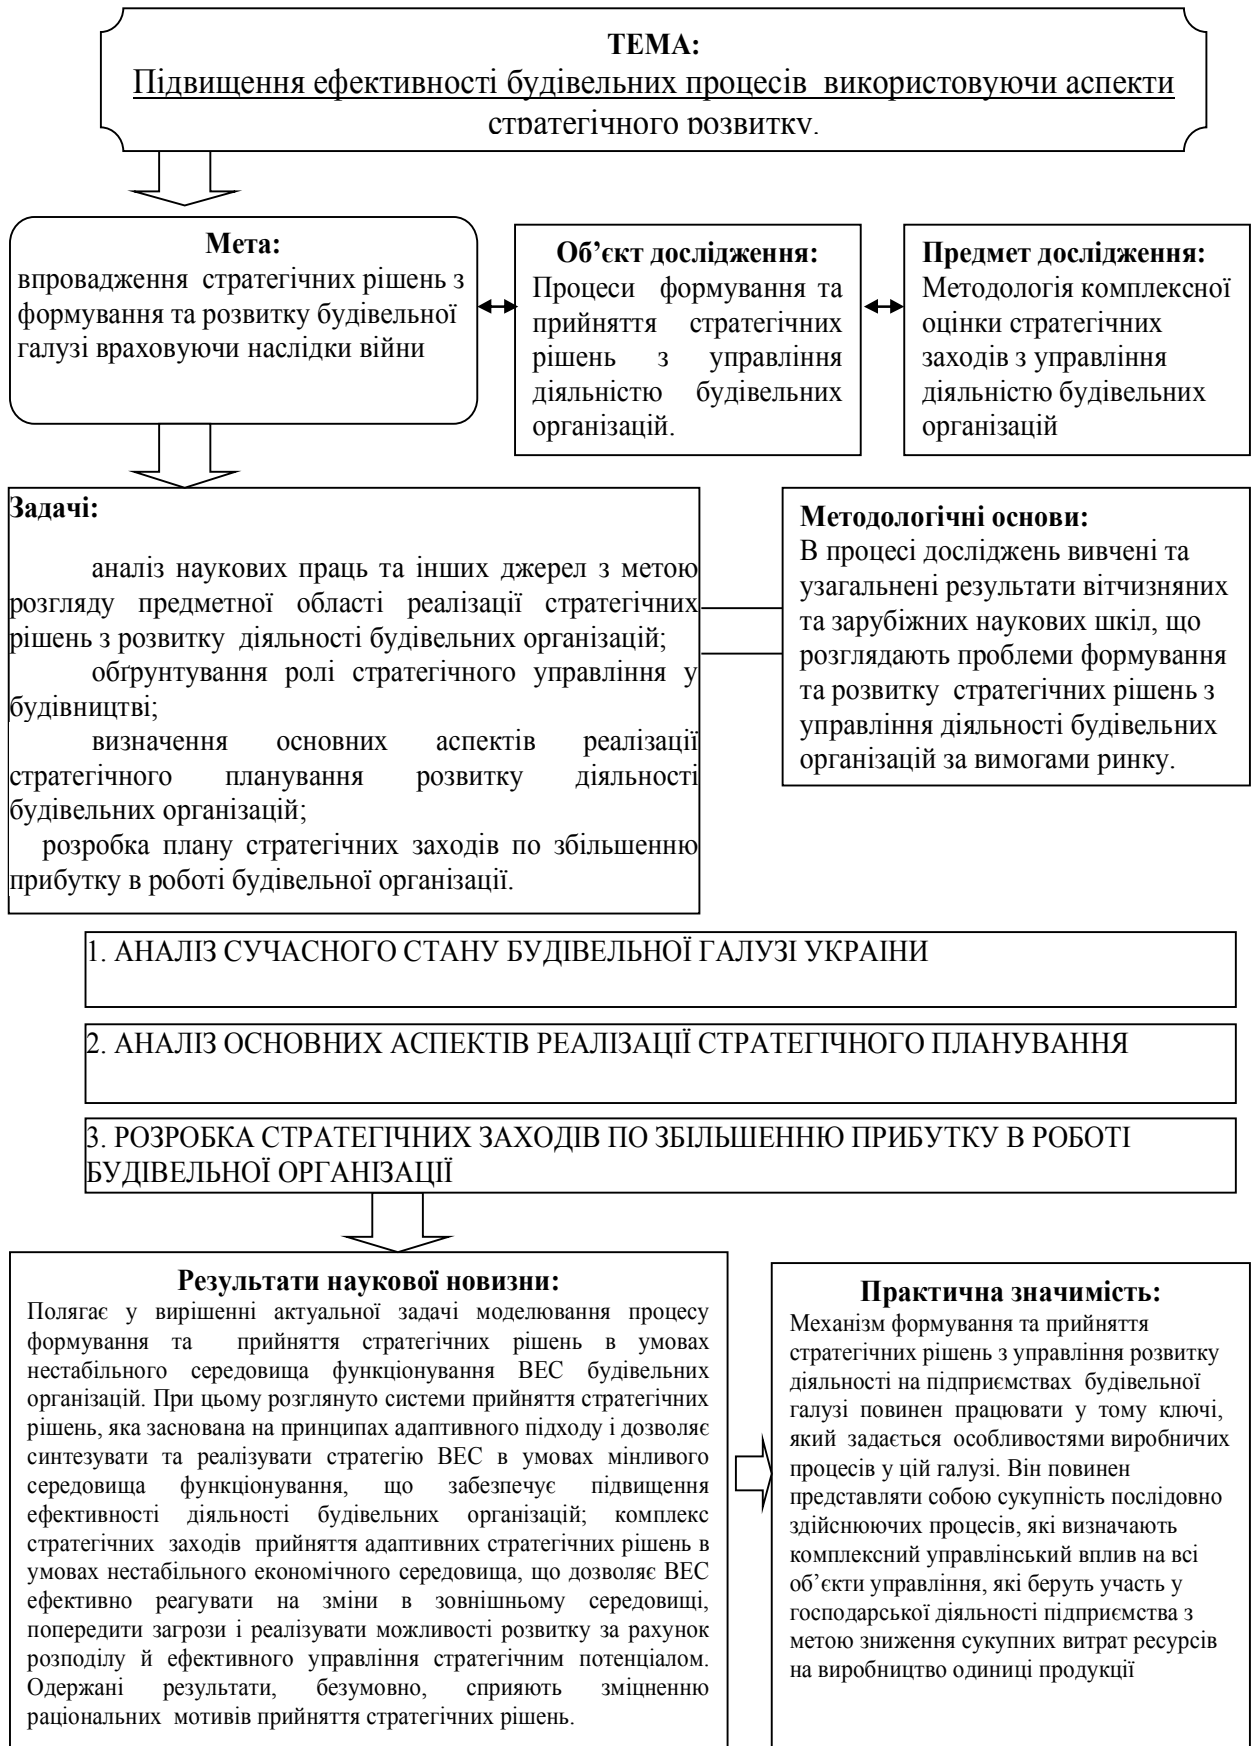 ТЕМА:
Підвищення ефективності будівельних процесів використовуючи аспекти
стратегічного розвитку.
Мета:
впровадження стратегічних рішень з
формування та розвитку будівельної
галузі враховуючи наслідки війни
Об’єкт дослідження:
Процеси формування та
прийняття стратегічних
рішень з управління
діяльністю будівельних
організацій.
Предмет дослідження:
Методологія комплексної
оцінки стратегічних
заходів з управління
діяльністю будівельних
організацій
Задачі:
аналіз наукових праць та інших джерел з метою
розгляду предметної області реалізації стратегічних
рішень з розвитку діяльності будівельних організацій;
обґрунтування ролі стратегічного управління у
будівництві;
визначення основних аспектів реалізації
стратегічного планування розвитку діяльності
будівельних організацій;
розробка плану стратегічних заходів по збільшенню
прибутку в роботі будівельної організації.
Методологічні основи:
В процесі досліджень вивчені та
узагальнені результати вітчизняних
та зарубіжних наукових шкіл, що
розглядають проблеми формування
та розвитку стратегічних рішень з
управління діяльності будівельних
організацій за вимогами ринку.
1. АНАЛІЗ СУЧАСНОГО СТАНУ БУДІВЕЛЬНОЇ ГАЛУЗІ УКРАІНИ
2. АНАЛІЗ ОСНОВНИХ АСПЕКТІВ РЕАЛІЗАЦІЇ СТРАТЕГІЧНОГО ПЛАНУВАННЯ
3. РОЗРОБКА СТРАТЕГІЧНИХ ЗАХОДІВ ПО ЗБІЛЬШЕННЮ ПРИБУТКУ В РОБОТІ
БУДІВЕЛЬНОЇ ОРГАНІЗАЦІЇ
Результати наукової новизни:
Полягає у вирішенні актуальної задачі моделювання процесу
формування та прийняття стратегічних рішень в умовах
нестабільного середовища функціонування ВЕС будівельних
організацій. При цьому розглянуто системи прийняття стратегічних
рішень, яка заснована на принципах адаптивного підходу і дозволяє
синтезувати та реалізувати стратегію ВЕС в умовах мінливого
середовища функціонування, що забезпечує підвищення
ефективності діяльності будівельних організацій; комплекс
стратегічних заходів прийняття адаптивних стратегічних рішень в
умовах нестабільного економічного середовища, що дозволяє ВЕС
ефективно реагувати на зміни в зовнішньому середовищі,
попередити загрози і реалізувати можливості розвитку за рахунок
розподілу й ефективного управління стратегічним потенціалом.
Одержані результати, безумовно, сприяють зміцненню
раціональних мотивів прийняття стратегічних рішень.
Практична значимість:
Механізм формування та прийняття
стратегічних рішень з управління розвитку
діяльності на підприємствах будівельної
галузі повинен працювати у тому ключі,
який задається особливостями виробничих
процесів у цій галузі. Він повинен
представляти собою сукупність послідовно
здійснюючих процесів, які визначають
комплексний управлінський вплив на всі
об’єкти управління, які беруть участь у
господарської діяльності підприємства з
метою зниження сукупних витрат ресурсів
на виробництво одиниці продукції